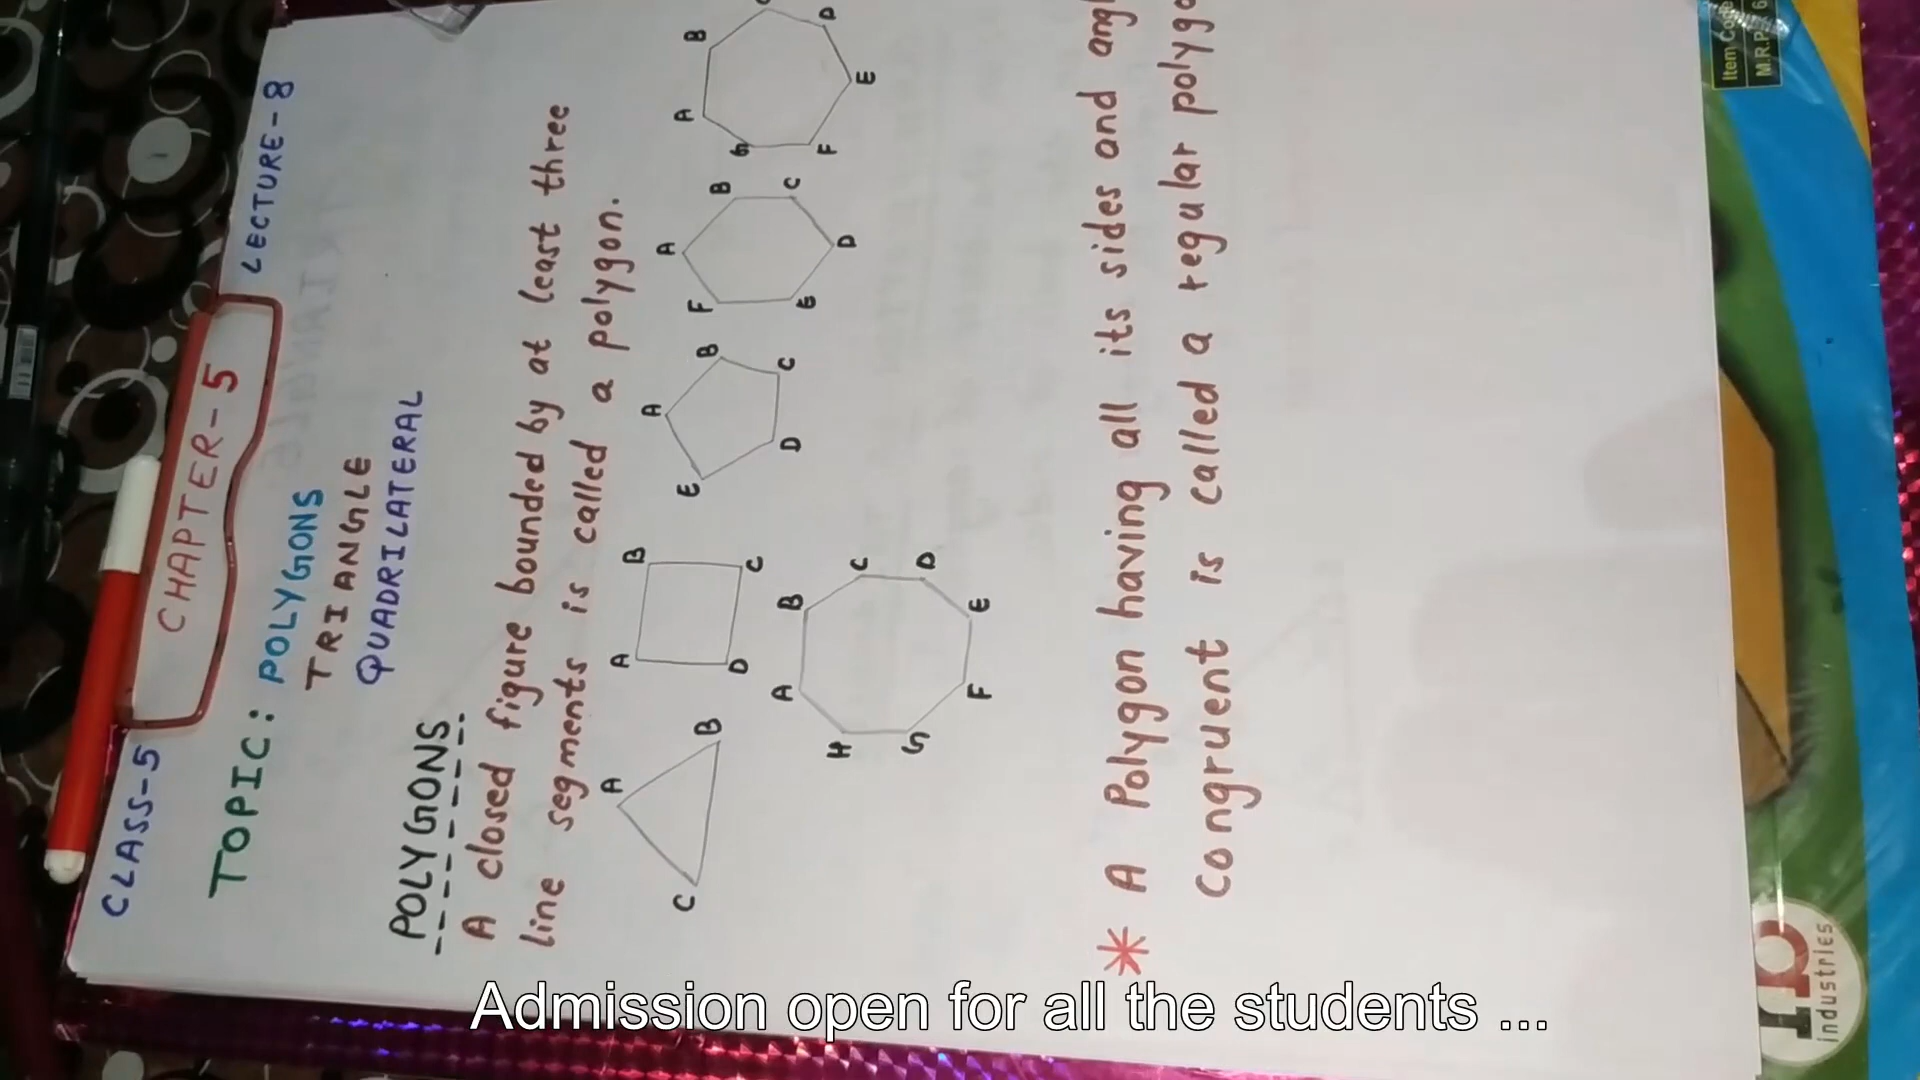 CLASS-5
CHAPTER-5
LECTURE-8
TOPIC: POLYGONS
TRIANGLE
QUADRILATERAL
POLYGONS
A closed figure bounded by at least three
line segments is called a polygon.
A
B
C
A
B
C
D
A
B
C
D
E
A
B
C
D
E
F
A
B
D
E
F
G
A
B
C
D
E
F
H
* A Polygon having all its sides and
Congruent is called a regular
Item Code
M.R.P.
industries
Admission open for all the students ...